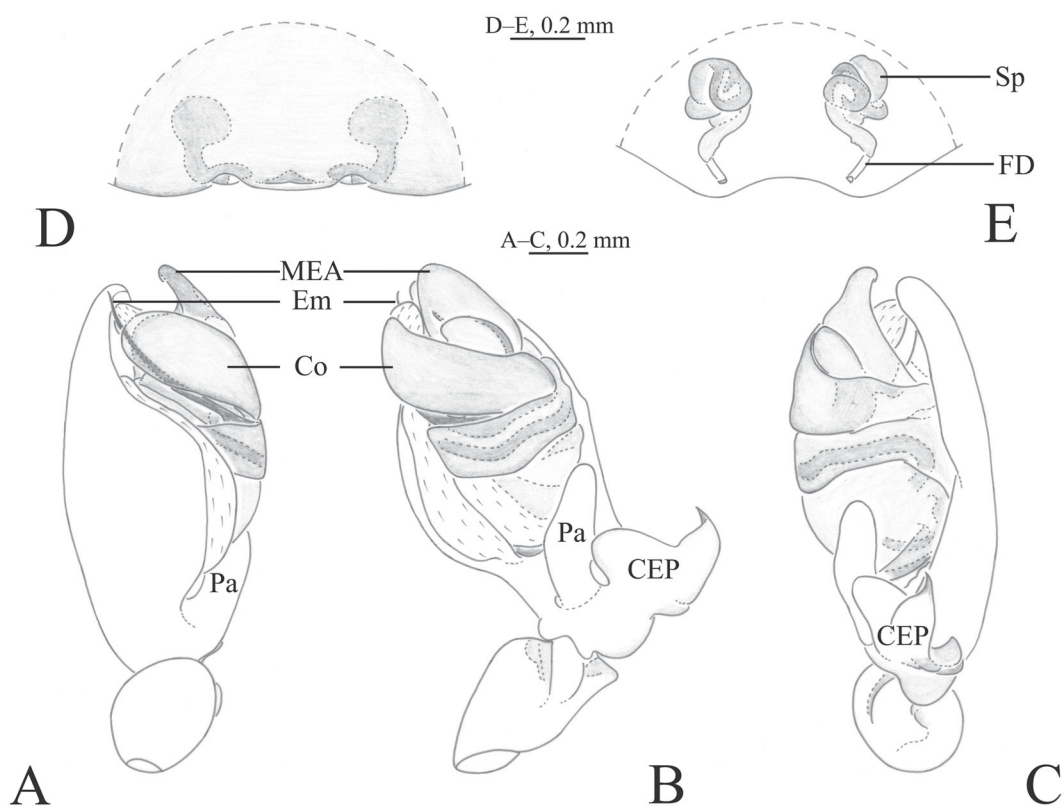 D–E, 0.2 mm
Sp
FD
D
E
A–C, 0.2 mm
MEA
Em
Co
Pa
Pa
CEP
CEP
A
B
C